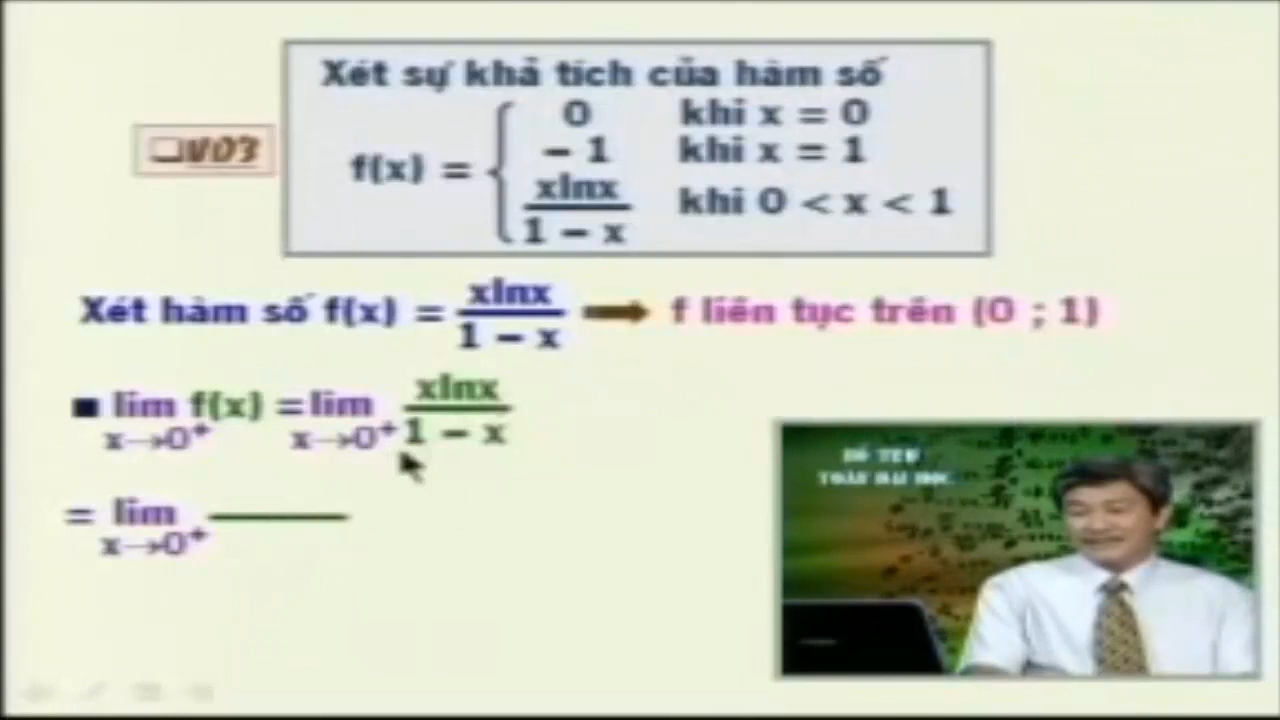 Xét sự khả tích của hàm số
❑VD3
f(x) = { 0 khi x = 0
– 1 khi x = 1
xlnx / 1 – x khi 0 < x < 1
Xét hàm số f(x) = xlnx / 1 – x ➡ f liên tục trên (0 ; 1)
■ lim x→0⁺ f(x) = lim x→0⁺ xlnx / 1 – x
= lim x→0⁺